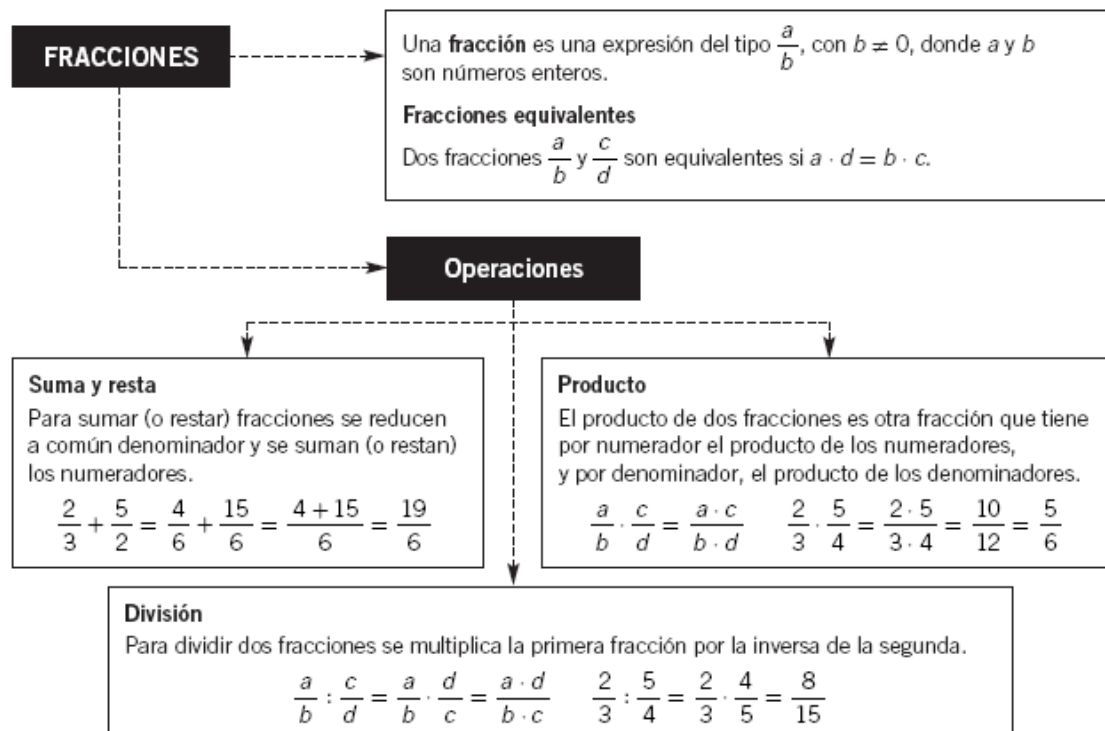 FRACCIONES
Una fracción es una expresión del tipo a/b, con b ≠ 0, donde a y b
son números enteros.
Fracciones equivalentes
Dos fracciones a/b y c/d son equivalentes si a · d = b · c.
Operaciones
Suma y resta
Para sumar (o restar) fracciones se reducen
a común denominador y se suman (o restan)
los numeradores.
2/3 + 5/2 = 4/6 + 15/6 = (4 + 15)/6 = 19/6
Producto
El producto de dos fracciones es otra fracción que tiene
por numerador el producto de los numeradores,
y por denominador, el producto de los denominadores.
a/b · c/d = (a · c)/(b · d)    2/3 · 5/4 = (2 · 5)/(3 · 4) = 10/12 = 5/6
División
Para dividir dos fracciones se multiplica la primera fracción por la inversa de la segunda.
a/b : c/d = a/b · d/c = (a · d)/(b · c)    2/3 : 5/4 = 2/3 · 4/5 = 8/15